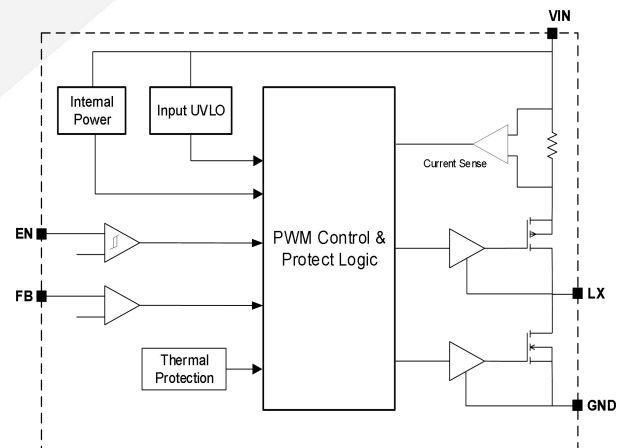 VIN
Internal
Power
Input UVLO
Current Sense
EN
PWM Control &
Protect Logic
FB
LX
Thermal
Protection
GND